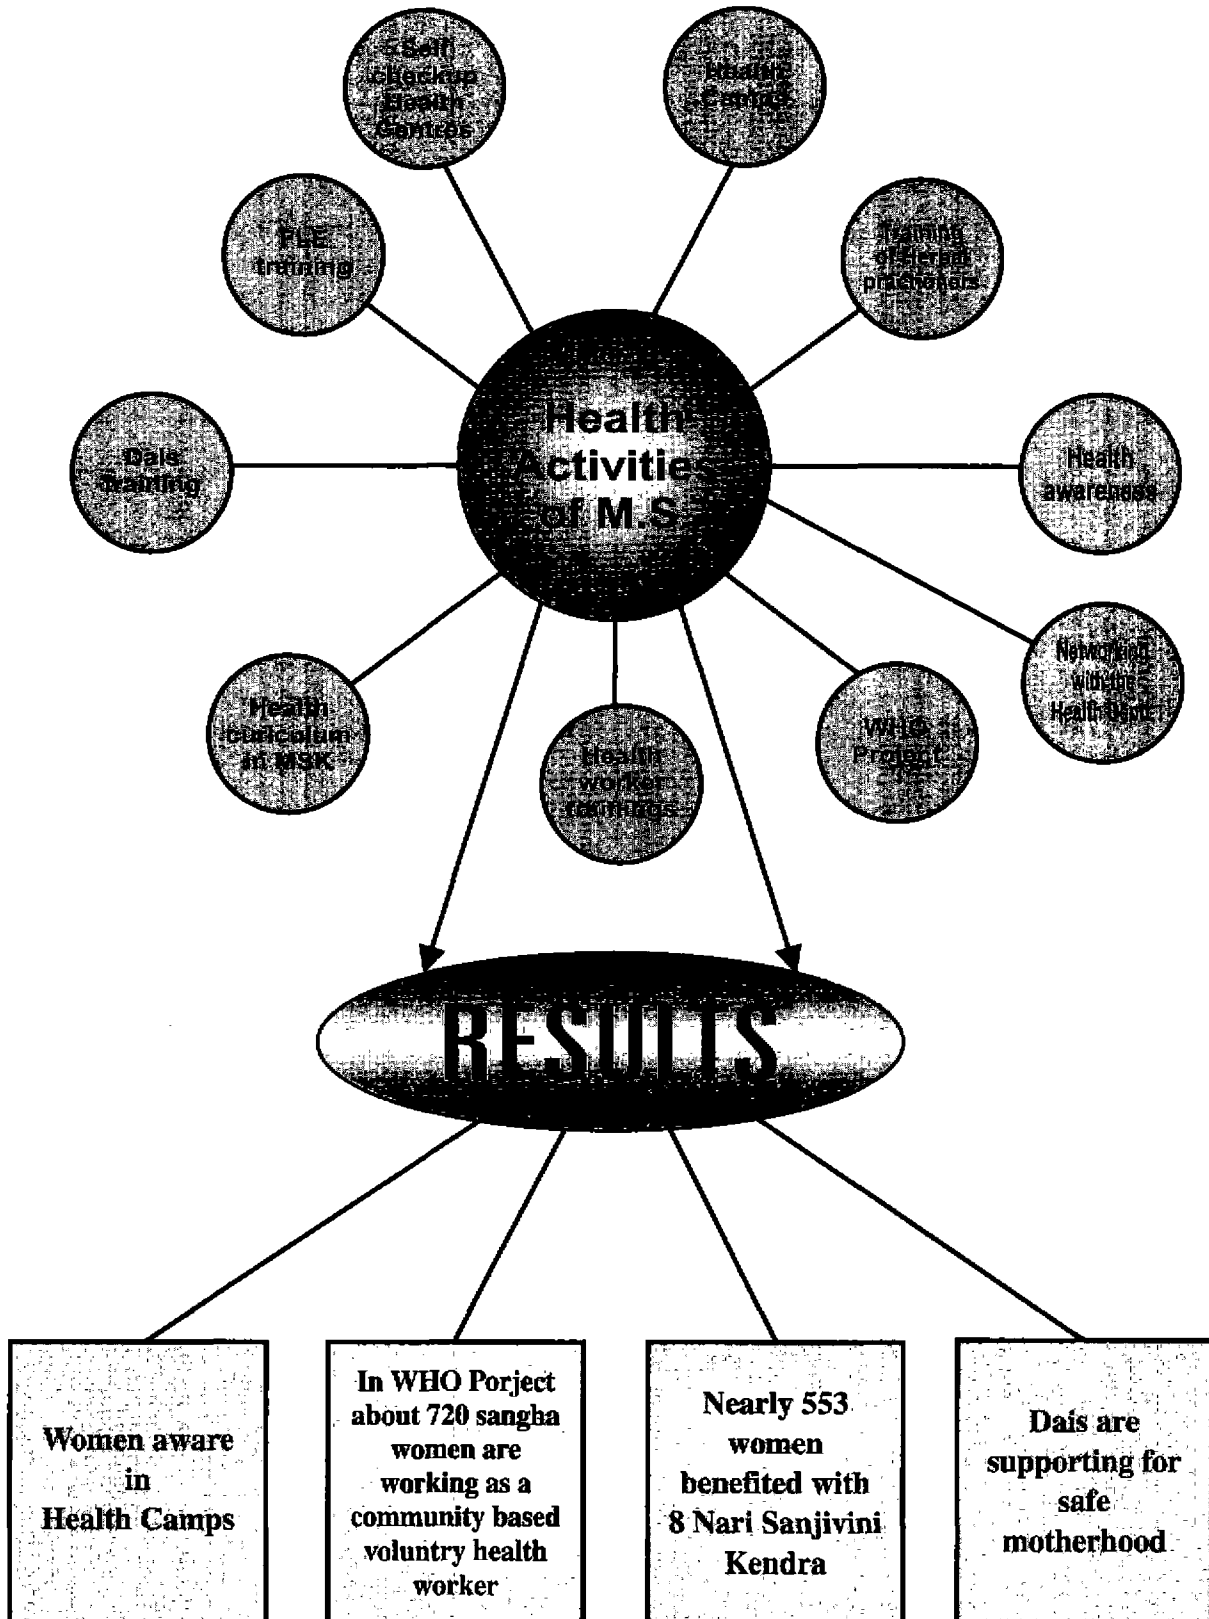 Self
checkup
Health
Centres
Health
Camps
FLE
training
Training
of Herbal
practioners
Health
Activities
of M.S
Dais
Training
Health
awareness
Networking
with the
Health Dept.
Health
curicolum
in MSK
Health
worker
trainings
WHO
Project
RESULTS
Women aware
in
Health Camps
In WHO Porject
about 720 sangha
women are
working as a
community based
voluntry health
worker
Nearly 553
women
benefited with
8 Nari Sanjivini
Kendra
Dais are
supporting for
safe
motherhood